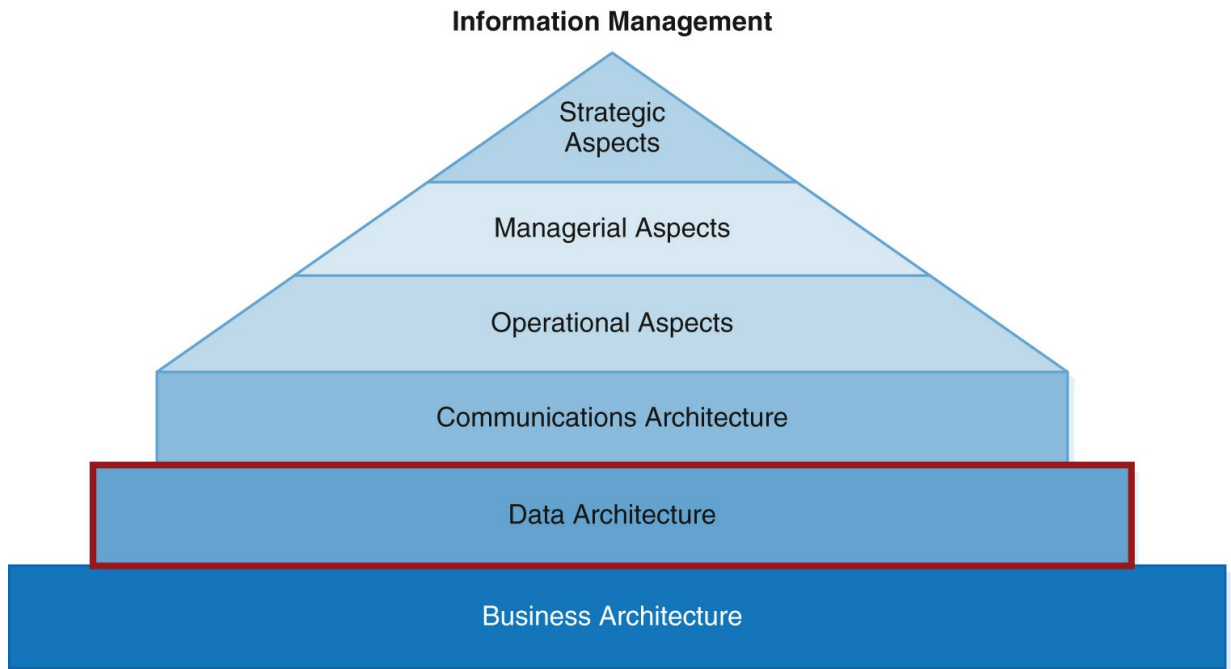 Information Management
Strategic
Aspects
Managerial Aspects
Operational Aspects
Communications Architecture
Data Architecture
Business Architecture